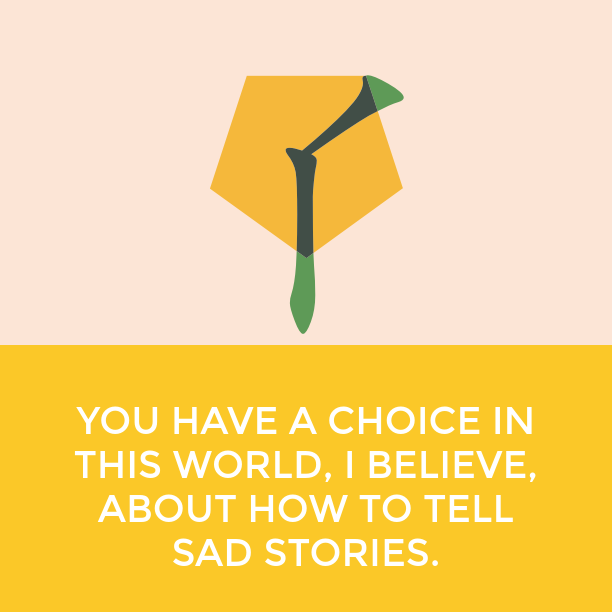 YOU HAVE A CHOICE IN
THIS WORLD, I BELIEVE,
ABOUT HOW TO TELL
SAD STORIES.